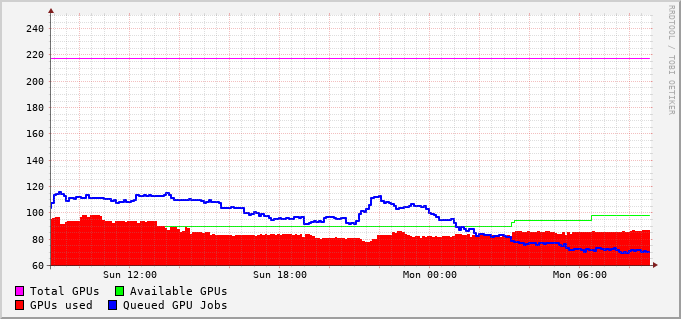 240
220
200
180
160
140
120
100
80
60
Sun 12:00 Sun 18:00 Mon 00:00 Mon 06:00
Total GPUs Available GPUs
GPUs used Queued GPU Jobs
RRDTOOL / TOBI OETIKER